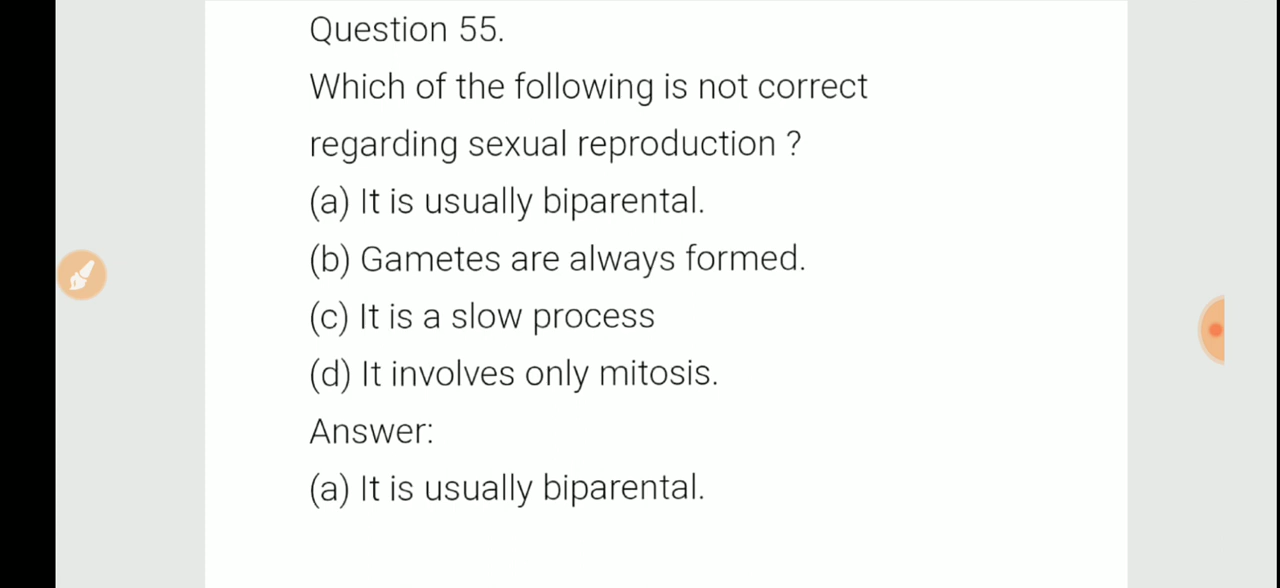 Question 55.
Which of the following is not correct
regarding sexual reproduction ?
(a) It is usually biparental.
(b) Gametes are always formed.
(c) It is a slow process
(d) It involves only mitosis.
Answer:
(a) It is usually biparental.